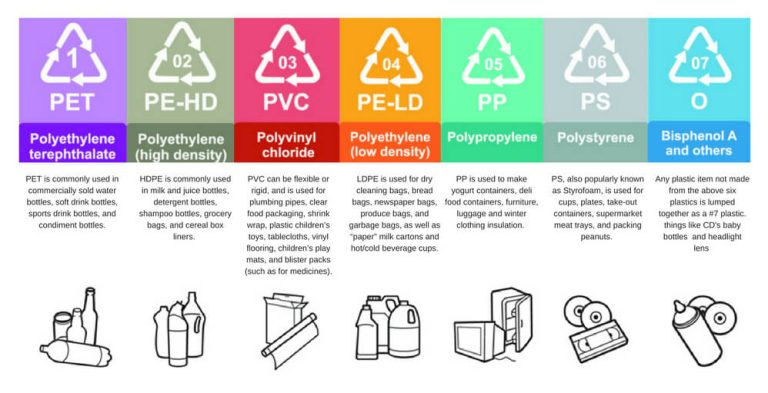 1
PET
Polyethylene
terephthalate
PET is commonly used in
commercially sold water
bottles, soft drink bottles,
sports drink bottles, and
condiment bottles.
02
PE-HD
Polyethylene
(high density)
HDPE is commonly used
in milk and juice bottles,
detergent bottles,
shampoo bottles, grocery
bags, and cereal box
liners.
03
PVC
Polyvinyl
chloride
PVC can be flexible or
rigid, and is used for
plumbing pipes, clear
food packaging, shrink
wrap, plastic children's
toys, tablecloths, vinyl
flooring, children's play
mats, and blister packs
(such as for medicines).
04
PE-LD
Polyethylene
(low density)
LDPE is used for dry
cleaning bags, bread
bags, newspaper bags,
produce bags, and
garbage bags, as well as
"paper" milk cartons and
hot/cold beverage cups.
05
PP
Polypropylene
PP is used to make
yogurt containers, deli
food containers, furniture,
luggage and winter
clothing insulation.
06
PS
Polystyrene
PS, also popularly known
as Styrofoam, is used for
cups, plates, take-out
containers, supermarket
meat trays, and packing
peanuts.
07
O
Bisphenol A
and others
Any plastic item not made
from the above six
plastics is lumped
together as a #7 plastic.
things like CD's baby
bottles and headlight
lens